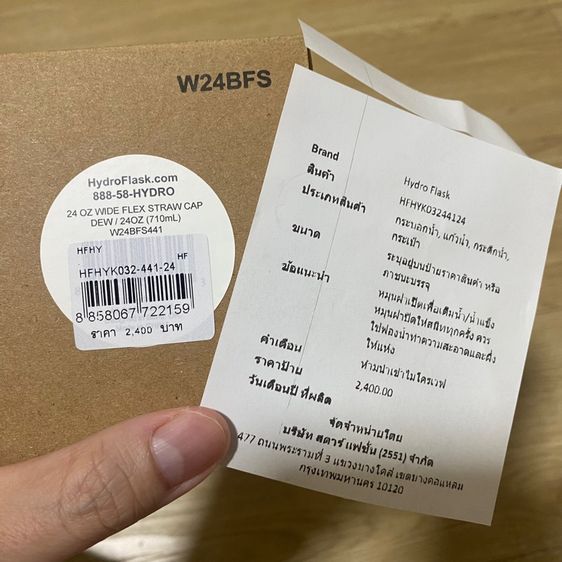 W24BFS
HydroFlask.com
888-58-HYDRO
24 OZ WIDE FLEX STRAW CAP
DEW / 24OZ (710mL)
W24BFS441
HFHY
HFHYK032-441-24 HF
8 858067 722159
ราคา 2,400 บาท
Brand Hydro Flask
สินค้า HFHYK03244124
ประเภทสินค้า กระบอกน้ำ, แก้วน้ำ, กระติกน้ำ,
กระเป๋า
ขนาด ระบุอยู่บนป้ายราคาสินค้า หรือ
ภาชนะบรรจุ
ข้อแนะนำ หมุนฝาเปิดเพื่อเติมน้ำ/น้ำแข็ง
หมุนฝาปิดให้สนิททุกครั้ง ควร
ใช้ฟองน้ำทำความสะอาดและผึ่ง
ให้แห้ง
คำเตือน ห้ามนำเข้าไมโครเวฟ
ราคาป้าย 2,400.00
วันเดือนปี ที่ผลิต
จัดจำหน่ายโดย
บริษัท สตาร์ แฟชั่น (2551) จำกัด
477 ถนนพระรามที่ 3 แขวงบางโคล่ เขตบางคอแหลม
กรุงเทพมหานคร 10120